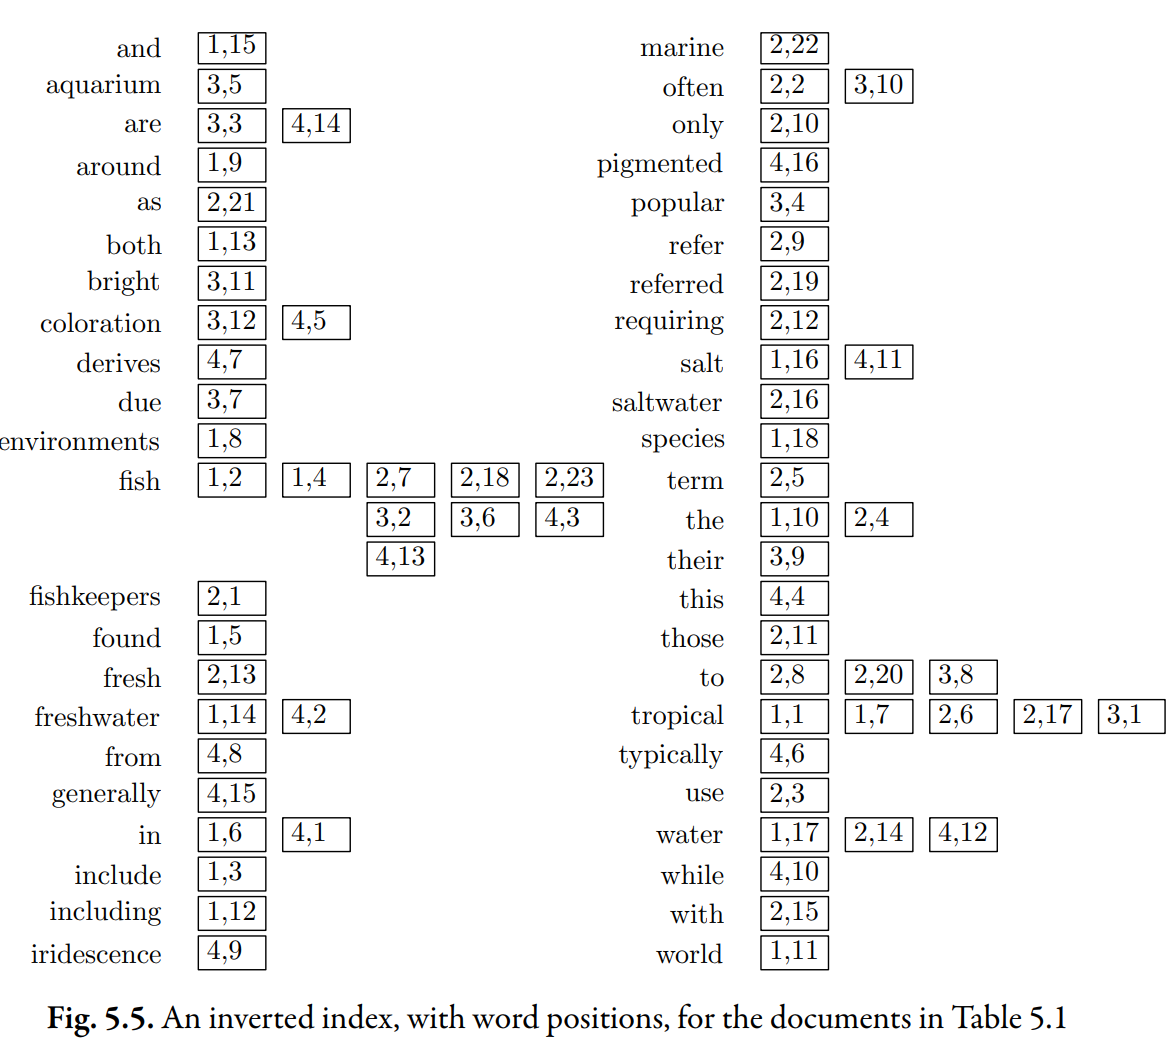 and 1,15
aquarium 3,5
are 3,3 4,14
around 1,9
as 2,21
both 1,13
bright 3,11
coloration 3,12 4,5
derives 4,7
due 3,7
environments 1,8
fish 1,2 1,4 2,7 2,18 2,23
3,2 3,6 4,3
4,13
fishkeepers 2,1
found 1,5
fresh 2,13
freshwater 1,14 4,2
from 4,8
generally 4,15
in 1,6 4,1
include 1,3
including 1,12
iridescence 4,9
marine 2,22
often 2,2 3,10
only 2,10
pigmented 4,16
popular 3,4
refer 2,9
referred 2,19
requiring 2,12
salt 1,16 4,11
saltwater 2,16
species 1,18
term 2,5
the 1,10 2,4
their 3,9
this 4,4
those 2,11
to 2,8 2,20 3,8
tropical 1,1 1,7 2,6 2,17 3,1
typically 4,6
use 2,3
water 1,17 2,14 4,12
while 4,10
with 2,15
world 1,11
Fig. 5.5. An inverted index, with word positions, for the documents in Table 5.1